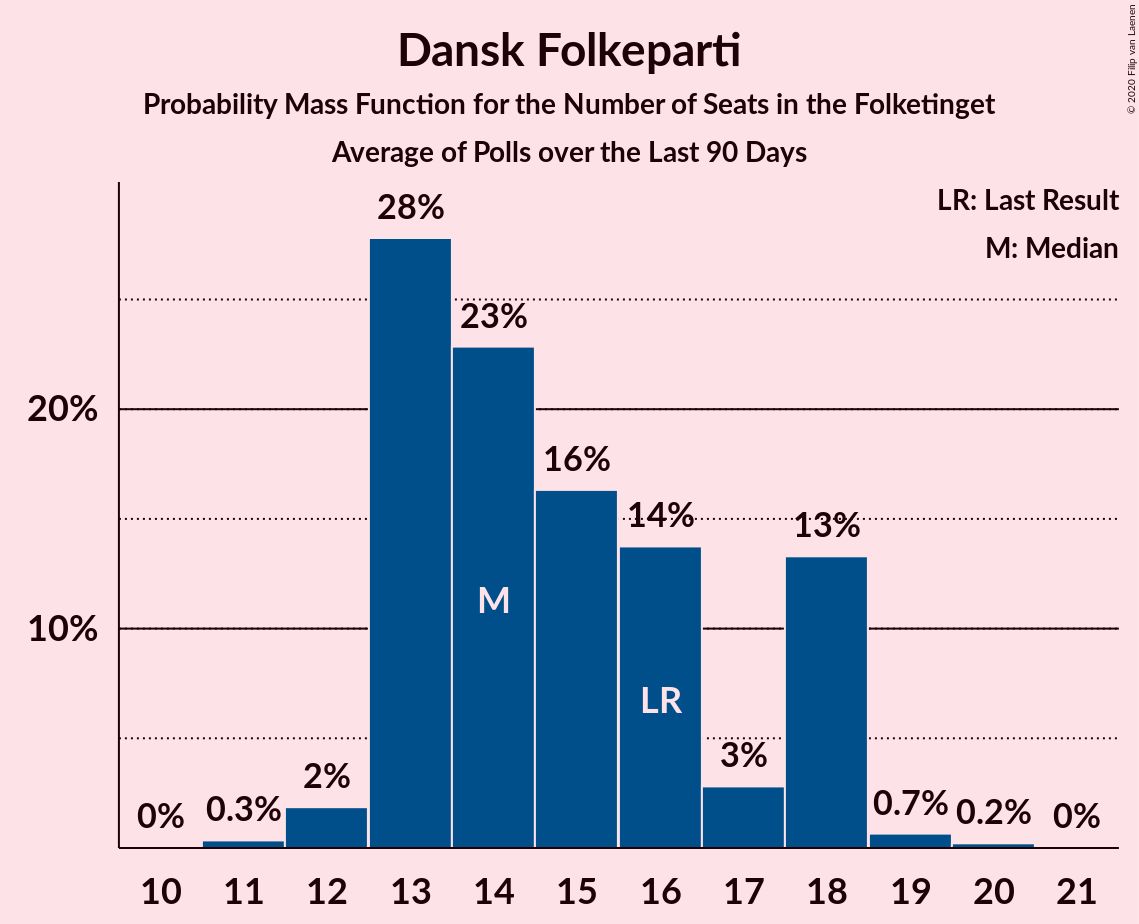 Dansk Folkeparti
Probability Mass Function for the Number of Seats in the Folketinget
Average of Polls over the Last 90 Days
© 2020 Filip van Laenen
LR: Last Result
M: Median
28%
23%
20%
16%
14%
13%
M
10%
LR
3%
2%
0%
0.3%
0.7%
0.2%
0%
10 11 12 13 14 15 16 17 18 19 20 21